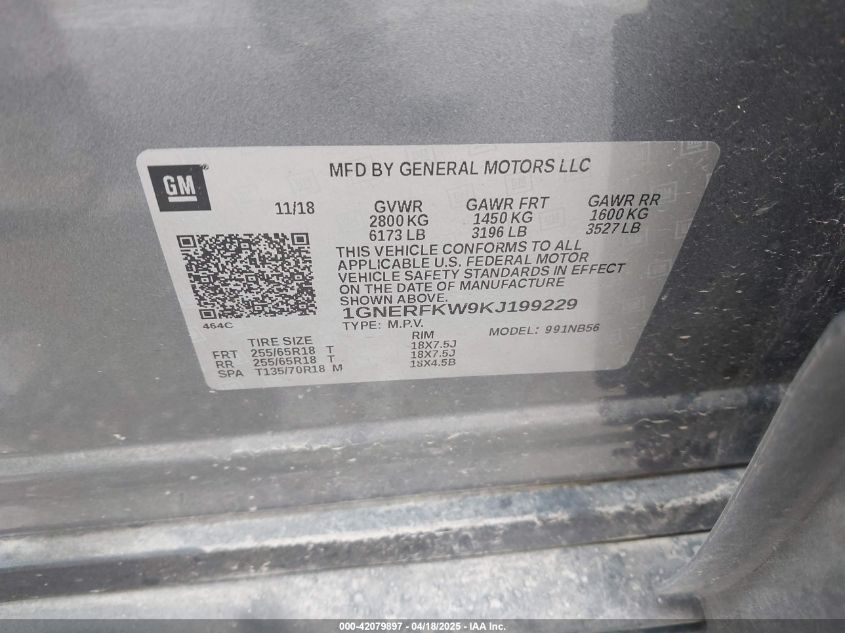 GM
MFD BY GENERAL MOTORS LLC
11/18
GVWR GAWR FRT GAWR RR
2800 KG 1450 KG 1600 KG
6173 LB 3196 LB 3527 LB
THIS VEHICLE CONFORMS TO ALL
APPLICABLE U.S. FEDERAL MOTOR
VEHICLE SAFETY STANDARDS IN EFFECT
ON THE DATE OF MANUFACTURE
SHOWN ABOVE.
464C
1GNERFKW9KJ199229
TYPE: M.P.V. MODEL: 991NB56
TIRE SIZE RIM
FRT 255/65R18 T 18X7.5J
RR 255/65R18 T 18X7.5J
SPA T135/70R18 M 18X4.5B
000-42079897 - 04/18/2025 - IAA Inc.